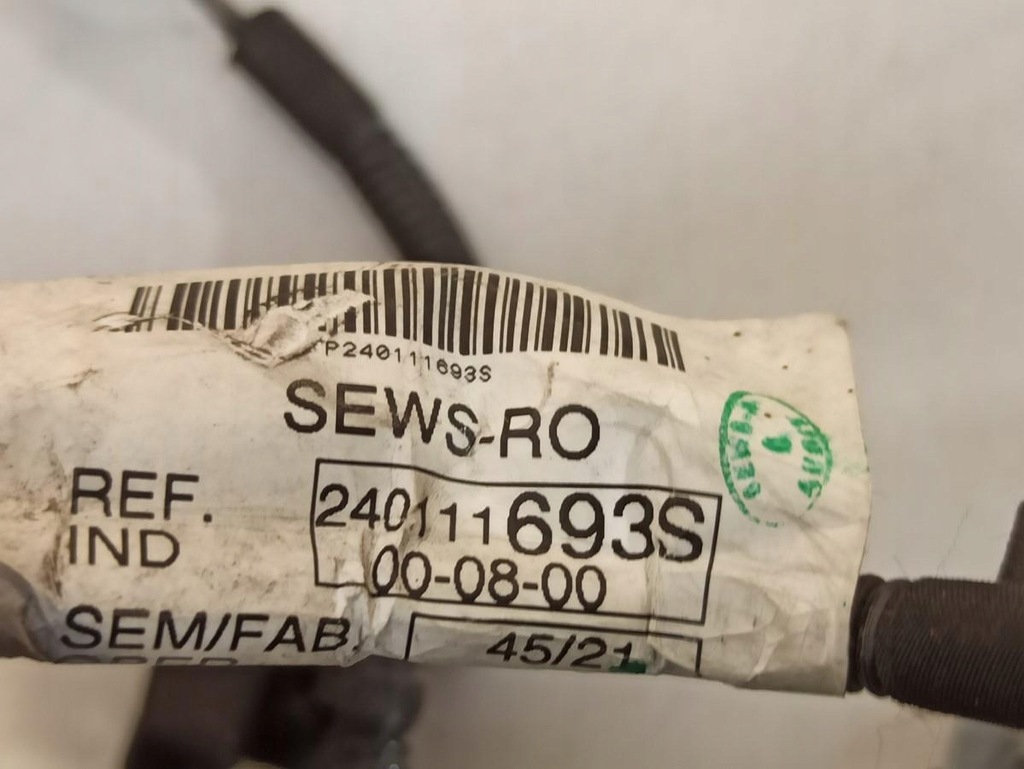 P240111693S
SEWS-RO
REF. 240111693S
IND 00-08-00
SEM/FAB. 45/21